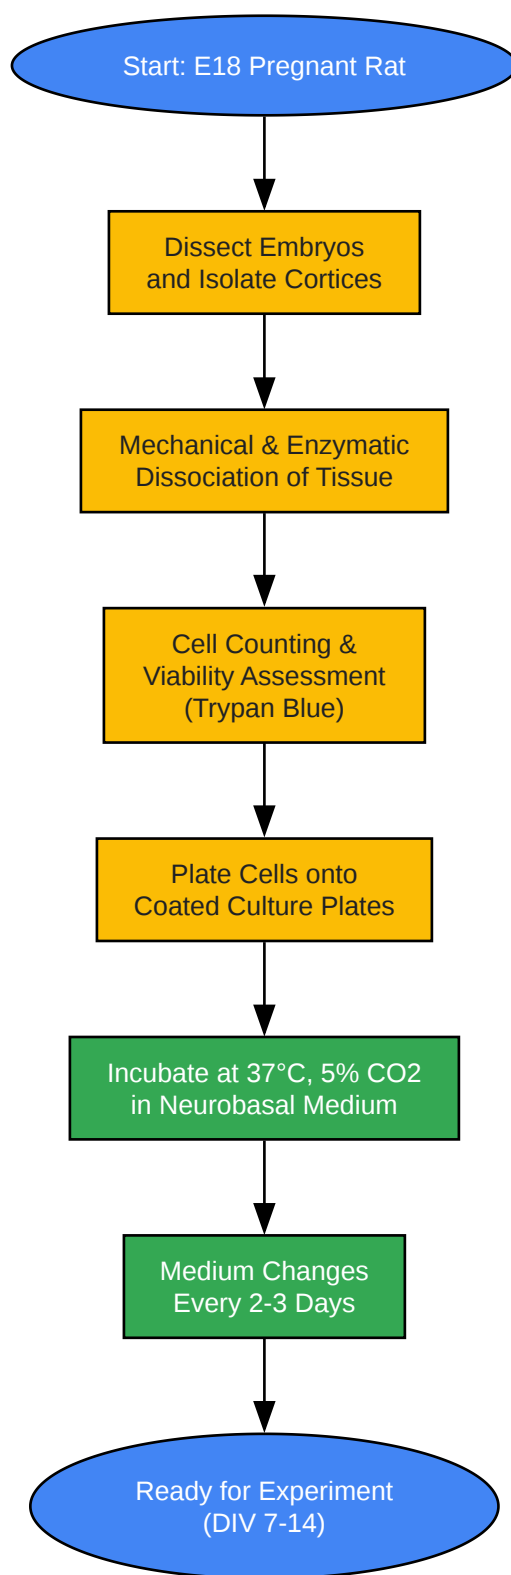 Start: E18 Pregnant Rat
Dissect Embryos
and Isolate Cortices
Mechanical & Enzymatic
Dissociation of Tissue
Cell Counting &
Viability Assessment
(Trypan Blue)
Plate Cells onto
Coated Culture Plates
Incubate at 37°C, 5% CO2
in Neurobasal Medium
Medium Changes
Every 2-3 Days
Ready for Experiment
(DIV 7-14)